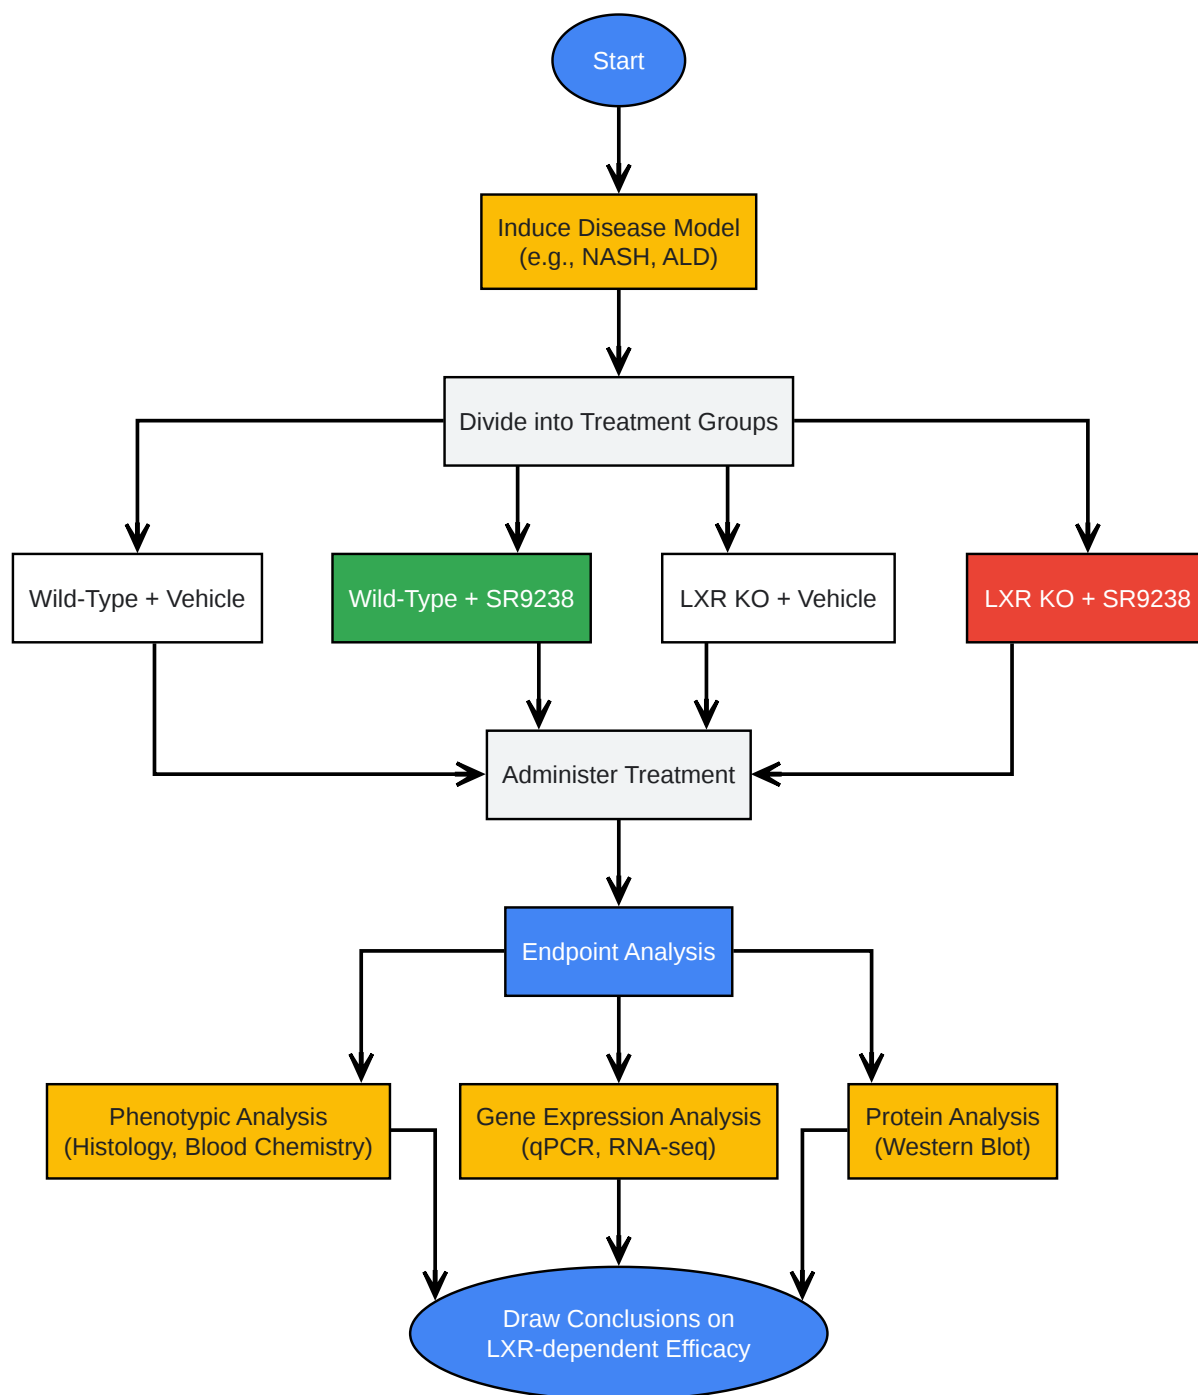 Start
Induce Disease Model
(e.g., NASH, ALD)
Divide into Treatment Groups
Wild-Type + Vehicle
Wild-Type + SR9238
LXR KO + Vehicle
LXR KO + SR9238
Administer Treatment
Endpoint Analysis
Phenotypic Analysis
(Histology, Blood Chemistry)
Gene Expression Analysis
(qPCR, RNA-seq)
Protein Analysis
(Western Blot)
Draw Conclusions on
LXR-dependent Efficacy